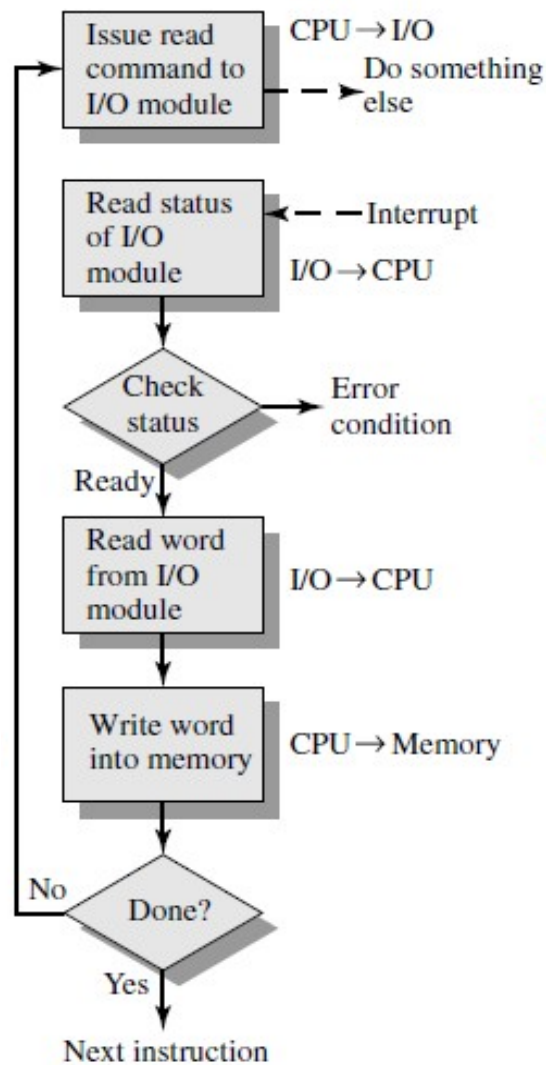 Issue read
command to
I/O module
CPU→I/O
Do something
else
Read status
of I/O
module
Interrupt
I/O→CPU
Check
status
Error
condition
Ready
Read word
from I/O
module
I/O→CPU
Write word
into memory
CPU→Memory
No
Done?
Yes
Next instruction